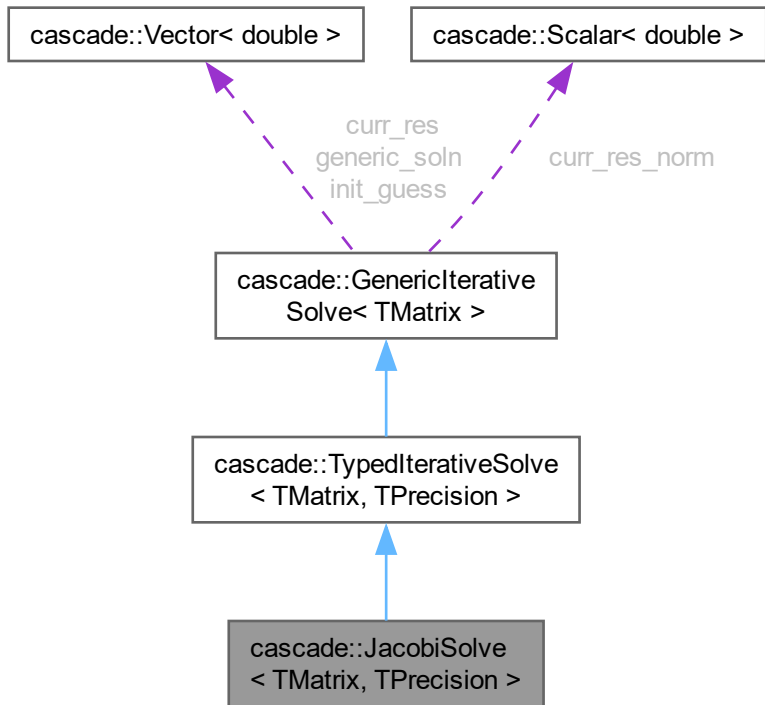 cascade::Vector< double >
cascade::Scalar< double >
curr_res
generic_soln
init_guess
curr_res_norm
cascade::GenericIterative
Solve< TMatrix >
cascade::TypedIterativeSolve
< TMatrix, TPrecision >
cascade::JacobiSolve
< TMatrix, TPrecision >